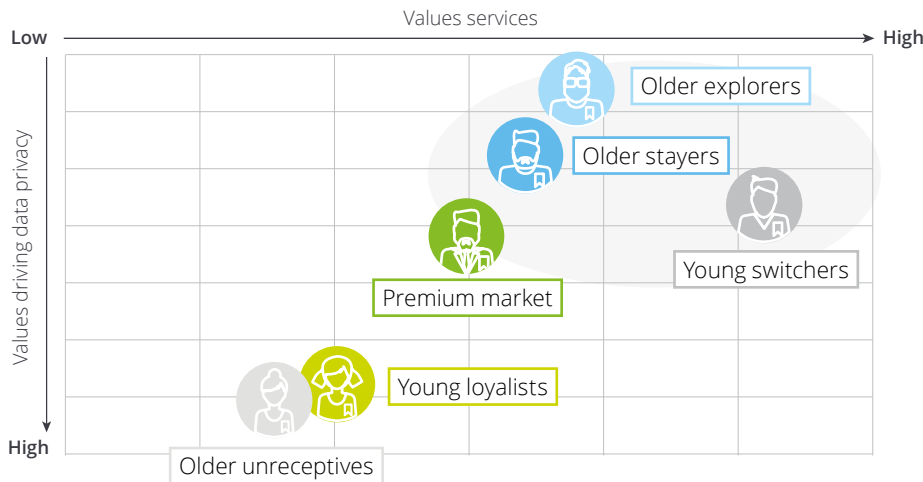 Values services
Low
High
Older explorers
Older stayers
Values driving data privacy
Young switchers
Premium market
Young loyalists
High
Older unreceptives